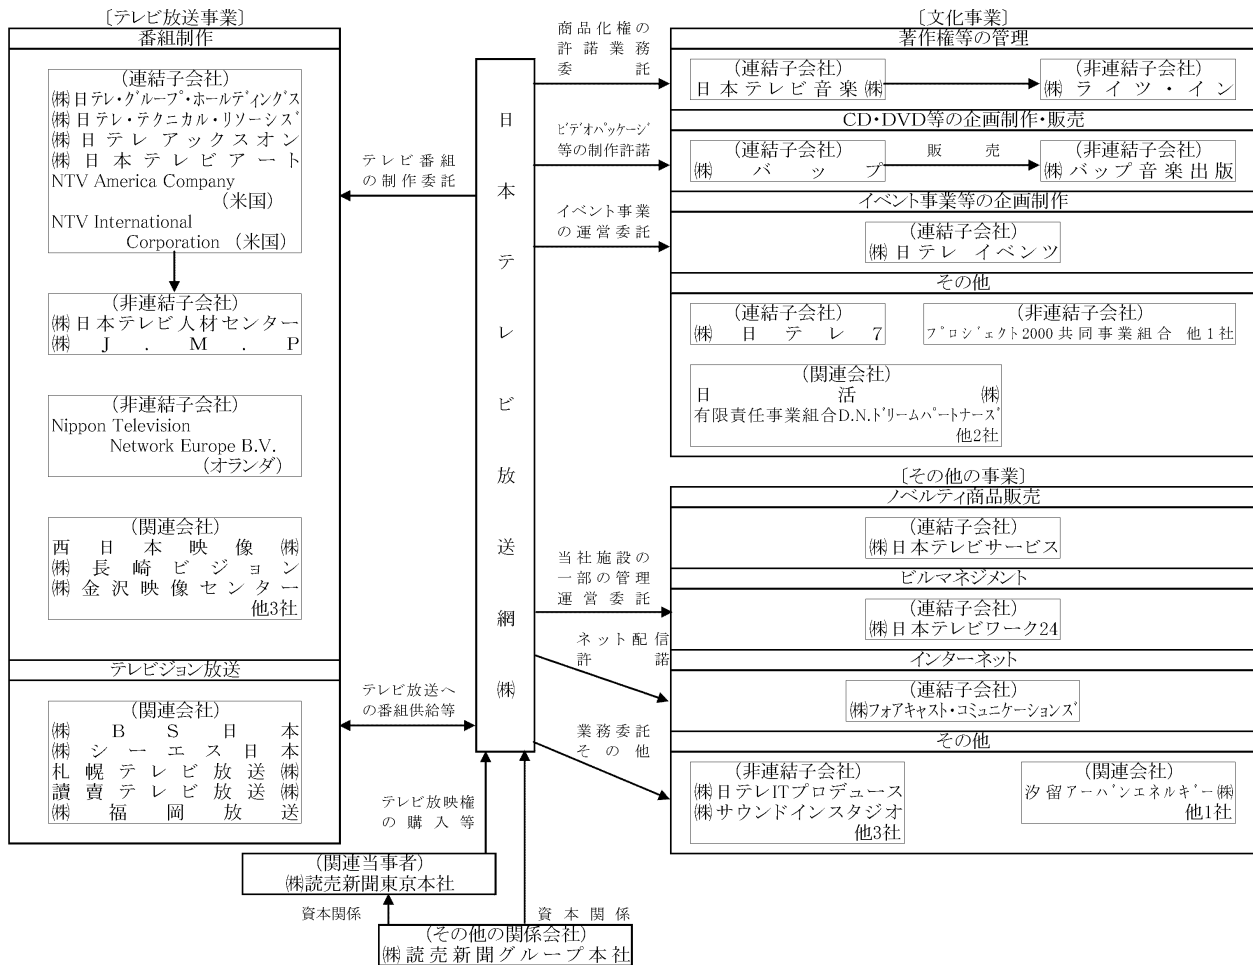 〔テレビ放送事業〕
番組制作
(連結子会社)
㈱日テレ・グループ・ホールディングス
㈱日テレ・テクニカル・リソーシズ
㈱日テレアックスオン
㈱日本テレビアート
NTV America Company
(米国)
NTV International
Corporation (米国)
(非連結子会社)
㈱日本テレビ人材センター
㈱J.M.P
(非連結子会社)
Nippon Television
Network Europe B.V.
(オランダ)
(関連会社)
西日本映像㈱
㈱長崎ビジョン
㈱金沢映像センター
他3社
テレビジョン放送
(関連会社)
㈱BS日本
㈱シーエス日本
札幌テレビ放送㈱
讀賣テレビ放送㈱
㈱福岡放送
テレビ番組
の制作委託
テレビ放送へ
の番組供給等
テレビ放映権
の購入等
(関連当事者)
㈱読売新聞東京本社
資本関係
資本関係
(その他の関係会社)
㈱読売新聞グループ本社
日本テレビ放送網㈱
商品化権の
許諾業務
委託
ビデオパッケージ
等の制作許諾
イベント事業
の運営委託
当社施設の
一部の管理
運営委託
ネット配信
許諾
業務委託
その他
〔文化事業〕
著作権等の管理
(連結子会社)
日本テレビ音楽㈱
(非連結子会社)
㈱ライツ・イン
CD・DVD等の企画制作・販売
(連結子会社)
㈱バップ
販売
(非連結子会社)
㈱バップ音楽出版
イベント事業等の企画制作
(連結子会社)
㈱日テレ イベンツ
その他
(連結子会社)
㈱日テレ7
(非連結子会社)
プロジェクト2000共同事業組合 他1社
(関連会社)
日活㈱
有限責任事業組合D.N.ドリームパートナーズ
他2社
〔その他の事業〕
ノベルティ商品販売
(連結子会社)
㈱日本テレビサービス
ビルマネジメント
(連結子会社)
㈱日本テレビワーク24
インターネット
(連結子会社)
㈱フォアキャスト・コミュニケーションズ
その他
(非連結子会社)
㈱日テレITプロデュース
㈱サウンドインスタジオ
他3社
(関連会社)
汐留アーバンエネルギー㈱
他1社